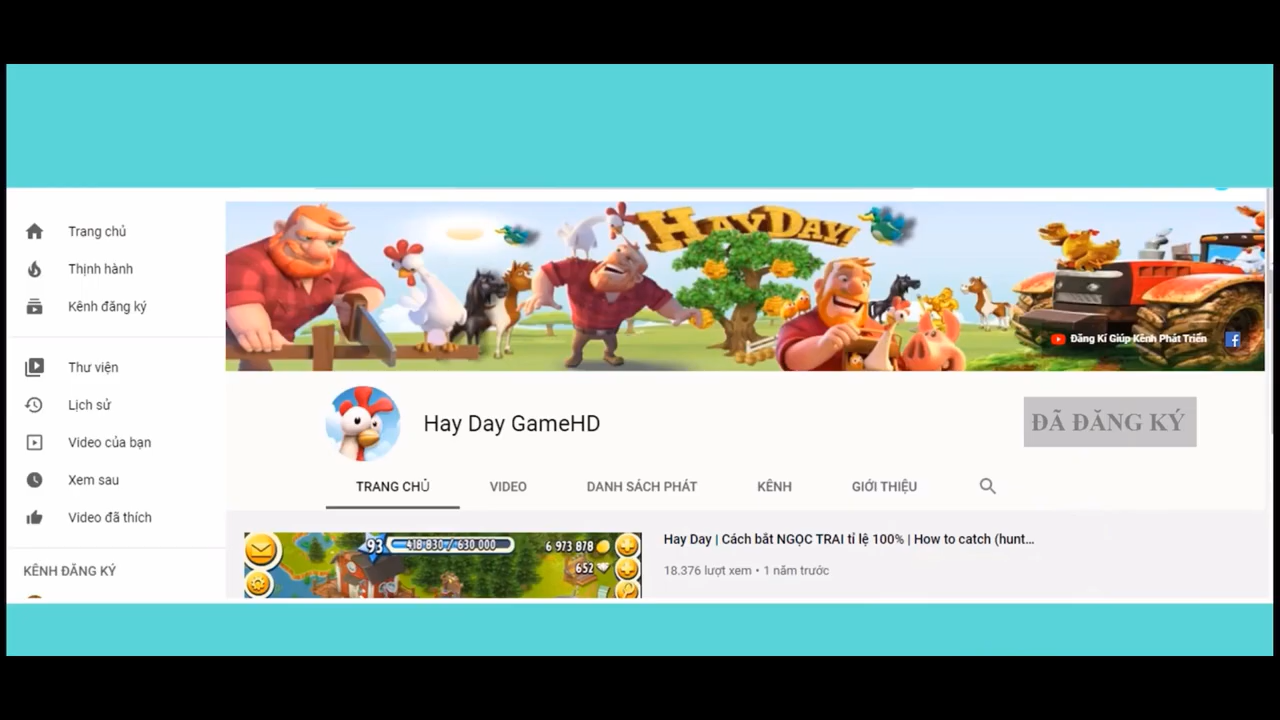 Trang chủ
Thịnh hành
Kênh đăng ký
Thư viện
Lịch sử
Video của bạn
Xem sau
Video đã thích
KÊNH ĐĂNG KÝ
HAY DAY!
Đăng Kí Giúp Kênh Phát Triển
Hay Day GameHD
ĐÃ ĐĂNG KÝ
TRANG CHỦ
VIDEO
DANH SÁCH PHÁT
KÊNH
GIỚI THIỆU
93
418 830 / 630 000
6 973 878
652
Hay Day | Cách bắt NGỌC TRAI tỉ lệ 100% | How to catch (hunt...
18.376 lượt xem • 1 năm trước